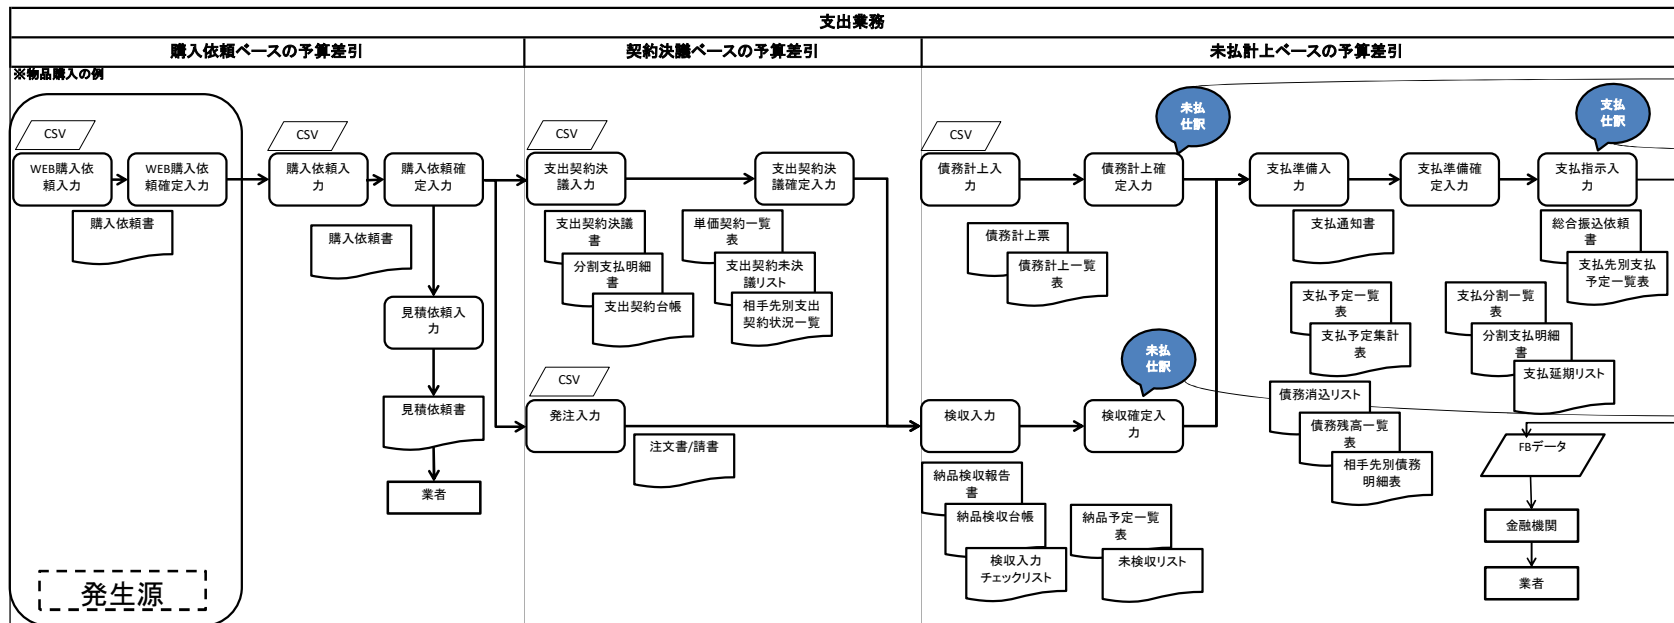 支出業務
購入依頼ベースの予算差引
契約決議ベースの予算差引
未払計上ベースの予算差引
※物品購入の例
CSV
WEB購入依
頼入力
WEB購入依
頼確定入力
購入依頼書
発生源
CSV
購入依頼入
力
購入依頼確
定入力
購入依頼書
見積依頼入
力
見積依頼書
業者
CSV
支出契約決
議入力
支出契約決
議確定入力
支出契約決議
書
分割支払明細
書
支出契約台帳
単価契約一覧
表
支出契約未決
議リスト
相手先別支出
契約状況一覧
CSV
発注入力
注文書/請書
CSV
債務計上入
力
未払
仕訳
債務計上確
定入力
債務計上票
債務計上一覧
表
検収入力
未払
仕訳
検収確定入
力
納品検収報告
書
納品検収台帳
検収入力
チェックリスト
納品予定一覧
表
未検収リスト
支払準備入
力
支払準備確
定入力
支払
仕訳
支払指示入
力
支払通知書
支払予定一覧
表
支払予定集計
表
債務消込リスト
債務残高一覧
表
相手先別債務
明細表
支払分割一覧
表
分割支払明細
書
支払延期リスト
総合振込依頼
書
支払先別支払
予定一覧表
FBデータ
金融機関
業者